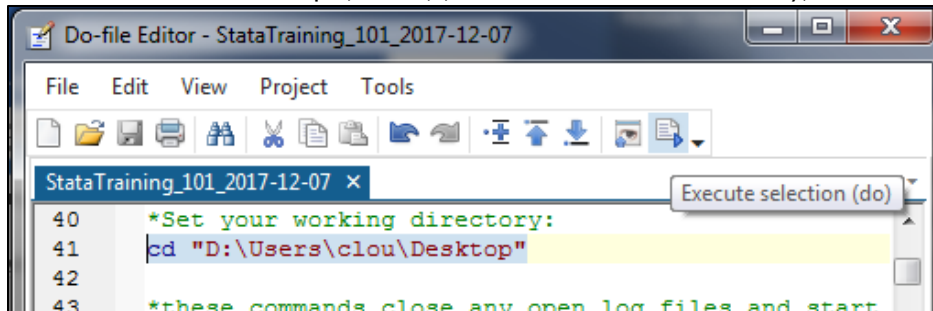 Do-file Editor - StataTraining_101_2017-12-07
File Edit View Project Tools
StataTraining_101_2017-12-07 ×
Execute selection (do)
40 *Set your working directory:
41 cd "D:\Users\clou\Desktop"
42
43 *these commands close any open log files and start